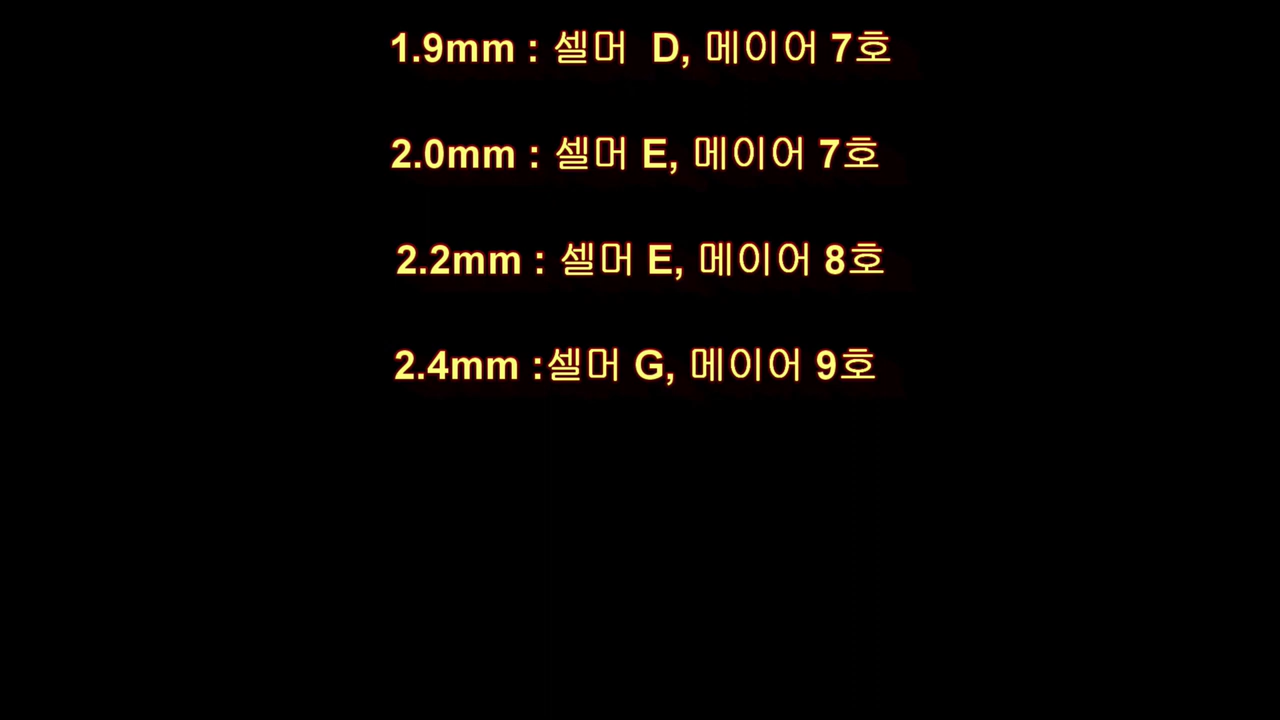 1.9mm : 셀머  D, 메이어 7호
2.0mm : 셀머 E, 메이어 7호
2.2mm : 셀머 E, 메이어 8호
2.4mm :셀머 G, 메이어 9호